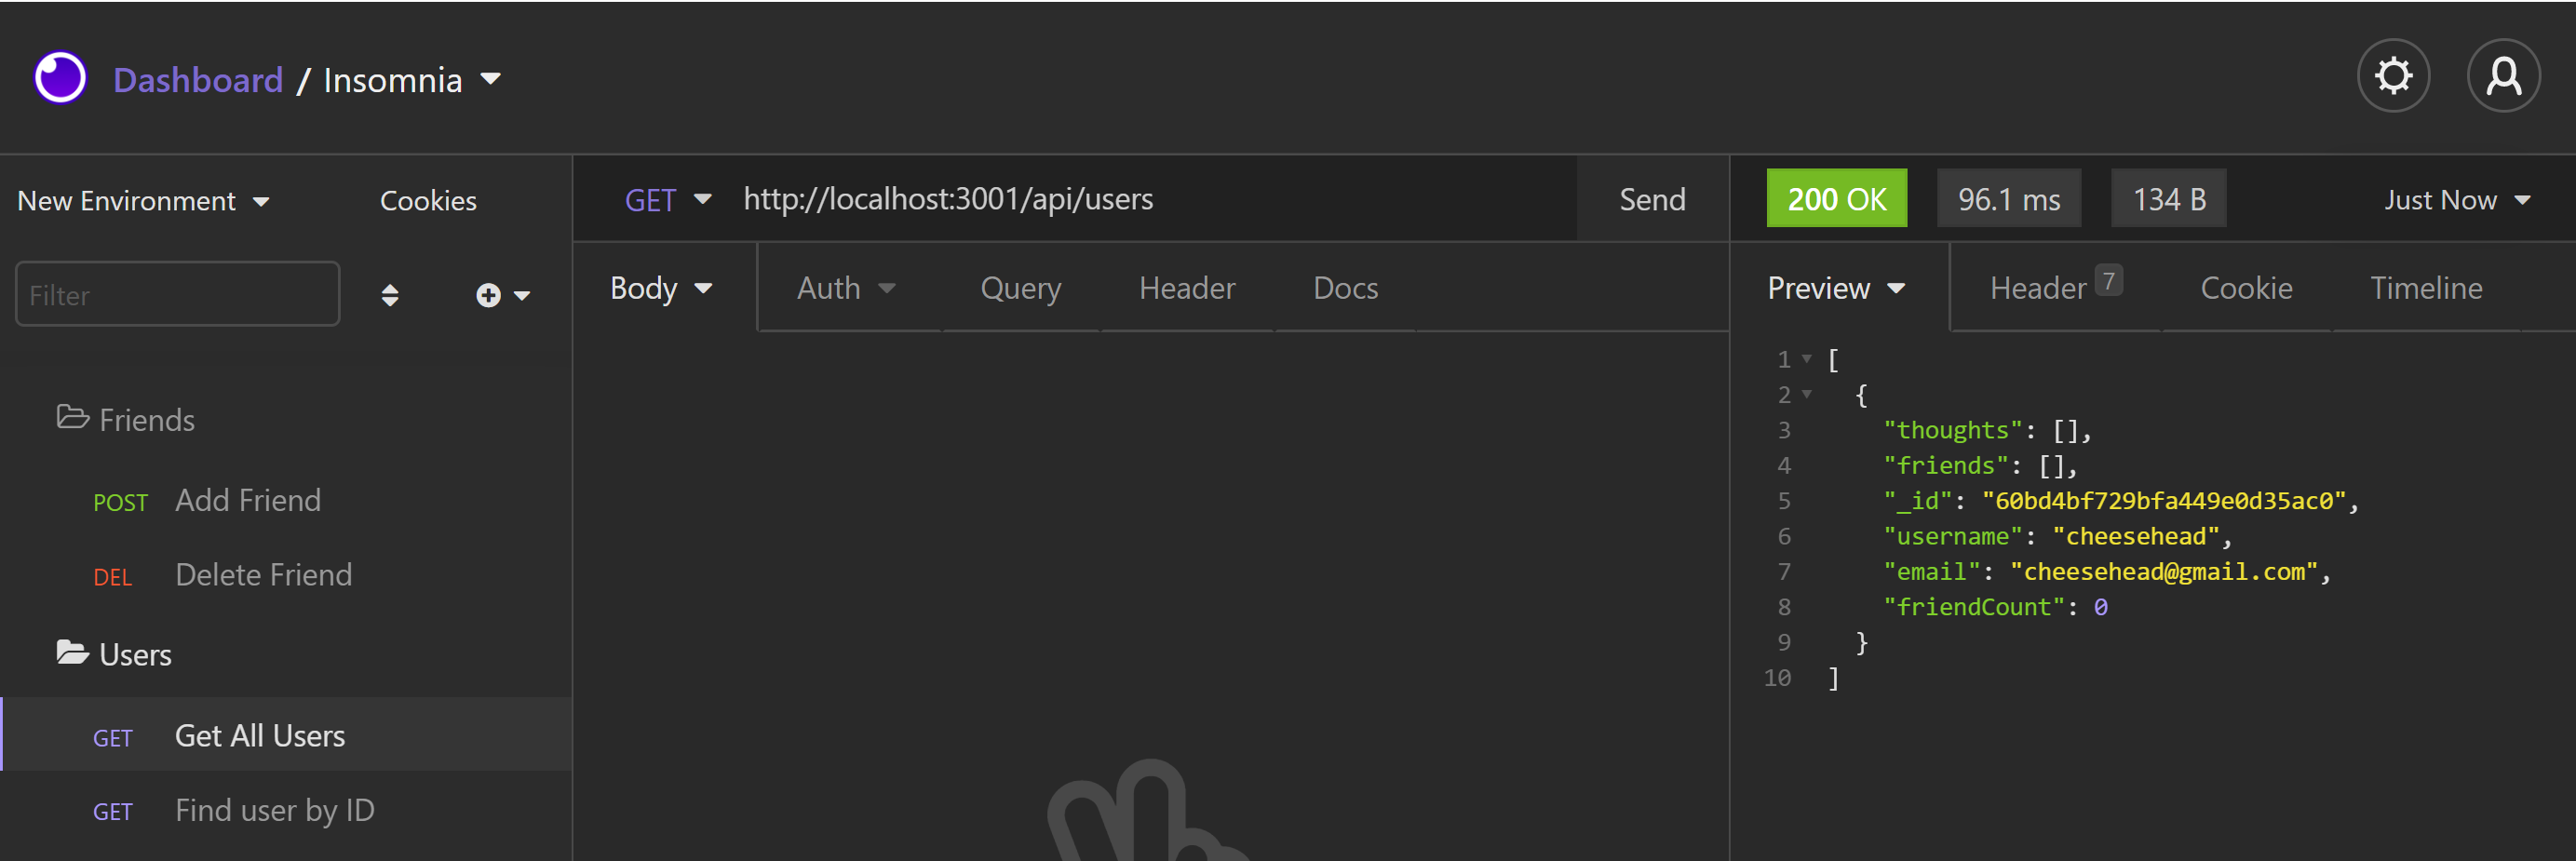 Dashboard / Insomnia
New Environment Cookies
Filter
Friends
POST Add Friend
DEL Delete Friend
Users
GET Get All Users
GET Find user by ID
GET http://localhost:3001/api/users Send
Body Auth Query Header Docs
200 OK 96.1 ms 134 B Just Now
Preview Header 7 Cookie Timeline
1 [
2 {
3 "thoughts": [],
4 "friends": [],
5 "_id": "60bd4bf729bfa449e0d35ac0",
6 "username": "cheesehead",
7 "email": "cheesehead@gmail.com",
8 "friendCount": 0
9 }
10 ]